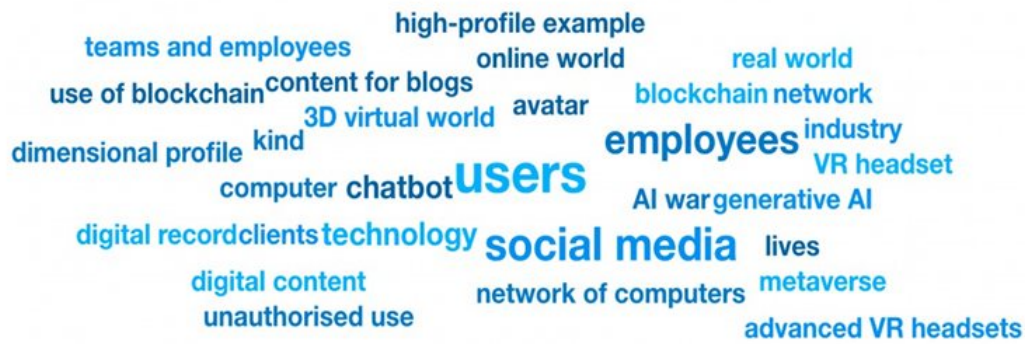 high-profile example
teams and employees
online world
real world
use of blockchain
content for blogs
blockchain network
3D virtual world
avatar
kind
employees
industry
dimensional profile
VR headset
computer
chatbot
users
AI war
generative AI
digital record
clients
technology
social media
lives
digital content
network of computers
metaverse
unauthorised use
advanced VR headsets